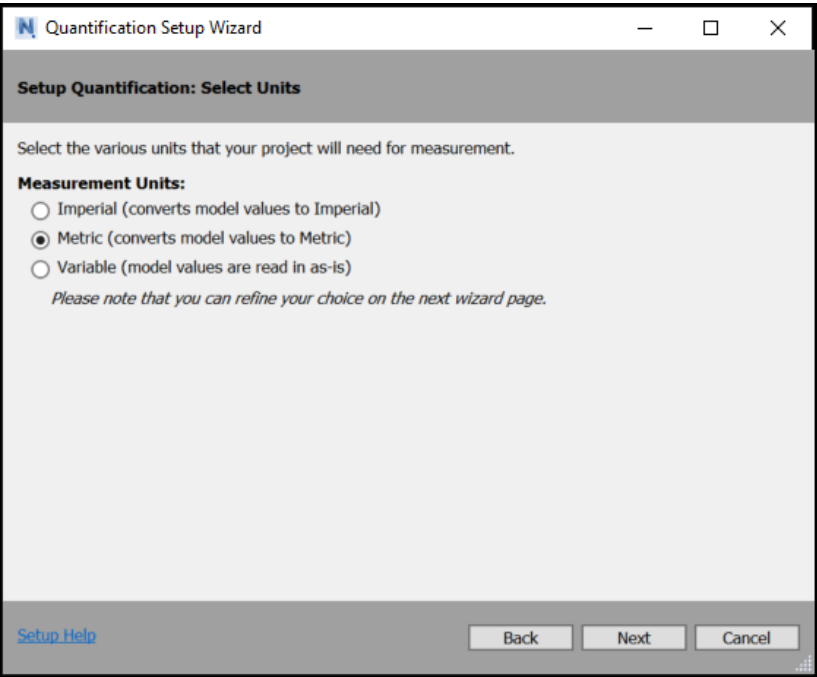 Quantification Setup Wizard
Setup Quantification: Select Units
Select the various units that your project will need for measurement.
Measurement Units:
Imperial (converts model values to Imperial)
Metric (converts model values to Metric)
Variable (model values are read in as-is)
Please note that you can refine your choice on the next wizard page.
Setup Help
Back
Next
Cancel